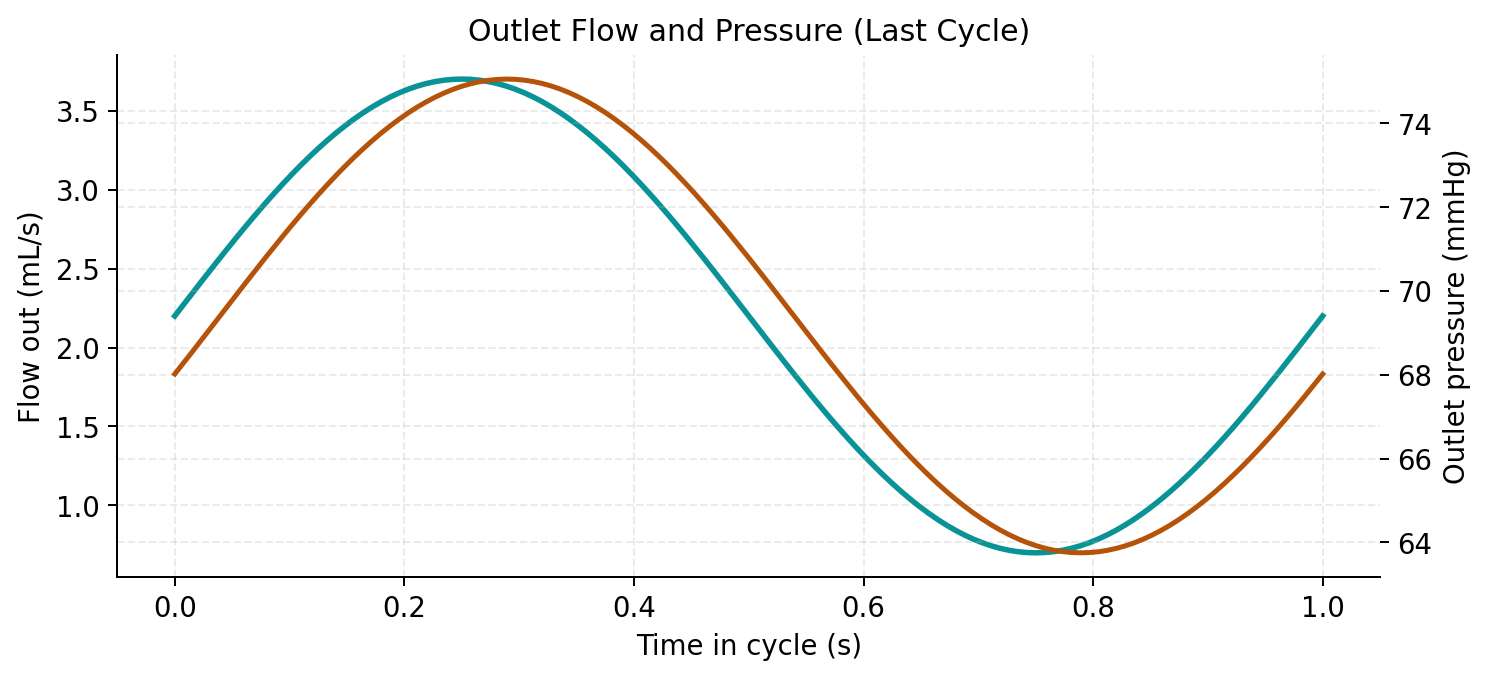 Outlet Flow and Pressure (Last Cycle)
Flow out (mL/s)
3.5
3.0
2.5
2.0
1.5
1.0
74
72
70
68
66
64
Outlet pressure (mmHg)
0.0 0.2 0.4 0.6 0.8 1.0
Time in cycle (s)